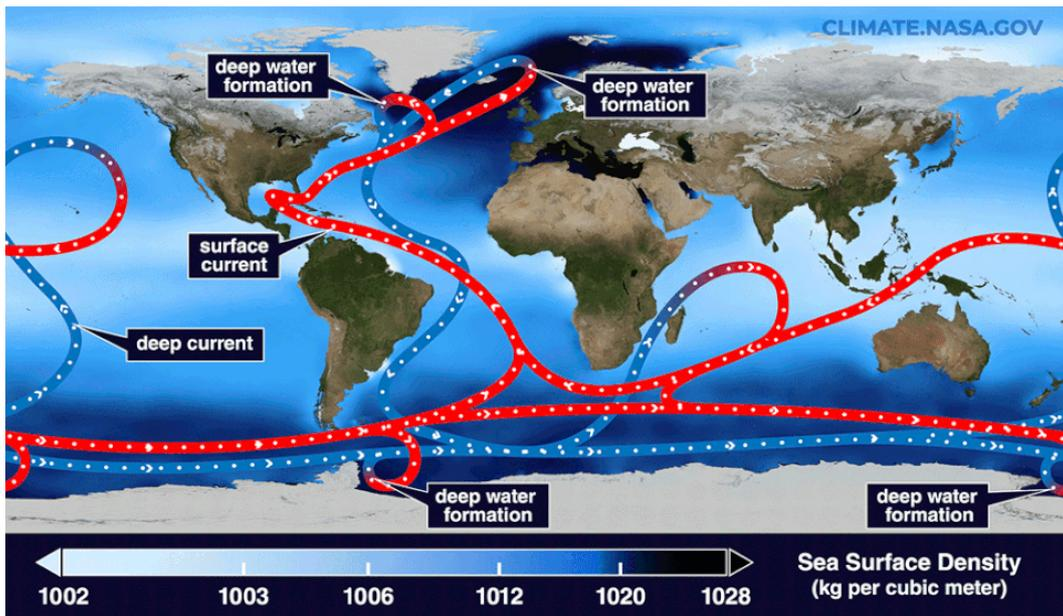 CLIMATE.NASA.GOV
deep water
formation
deep water
formation
surface
current
deep current
deep water
formation
deep water
formation
1002
1003
1006
1012
1020
1028
Sea Surface Density
(kg per cubic meter)